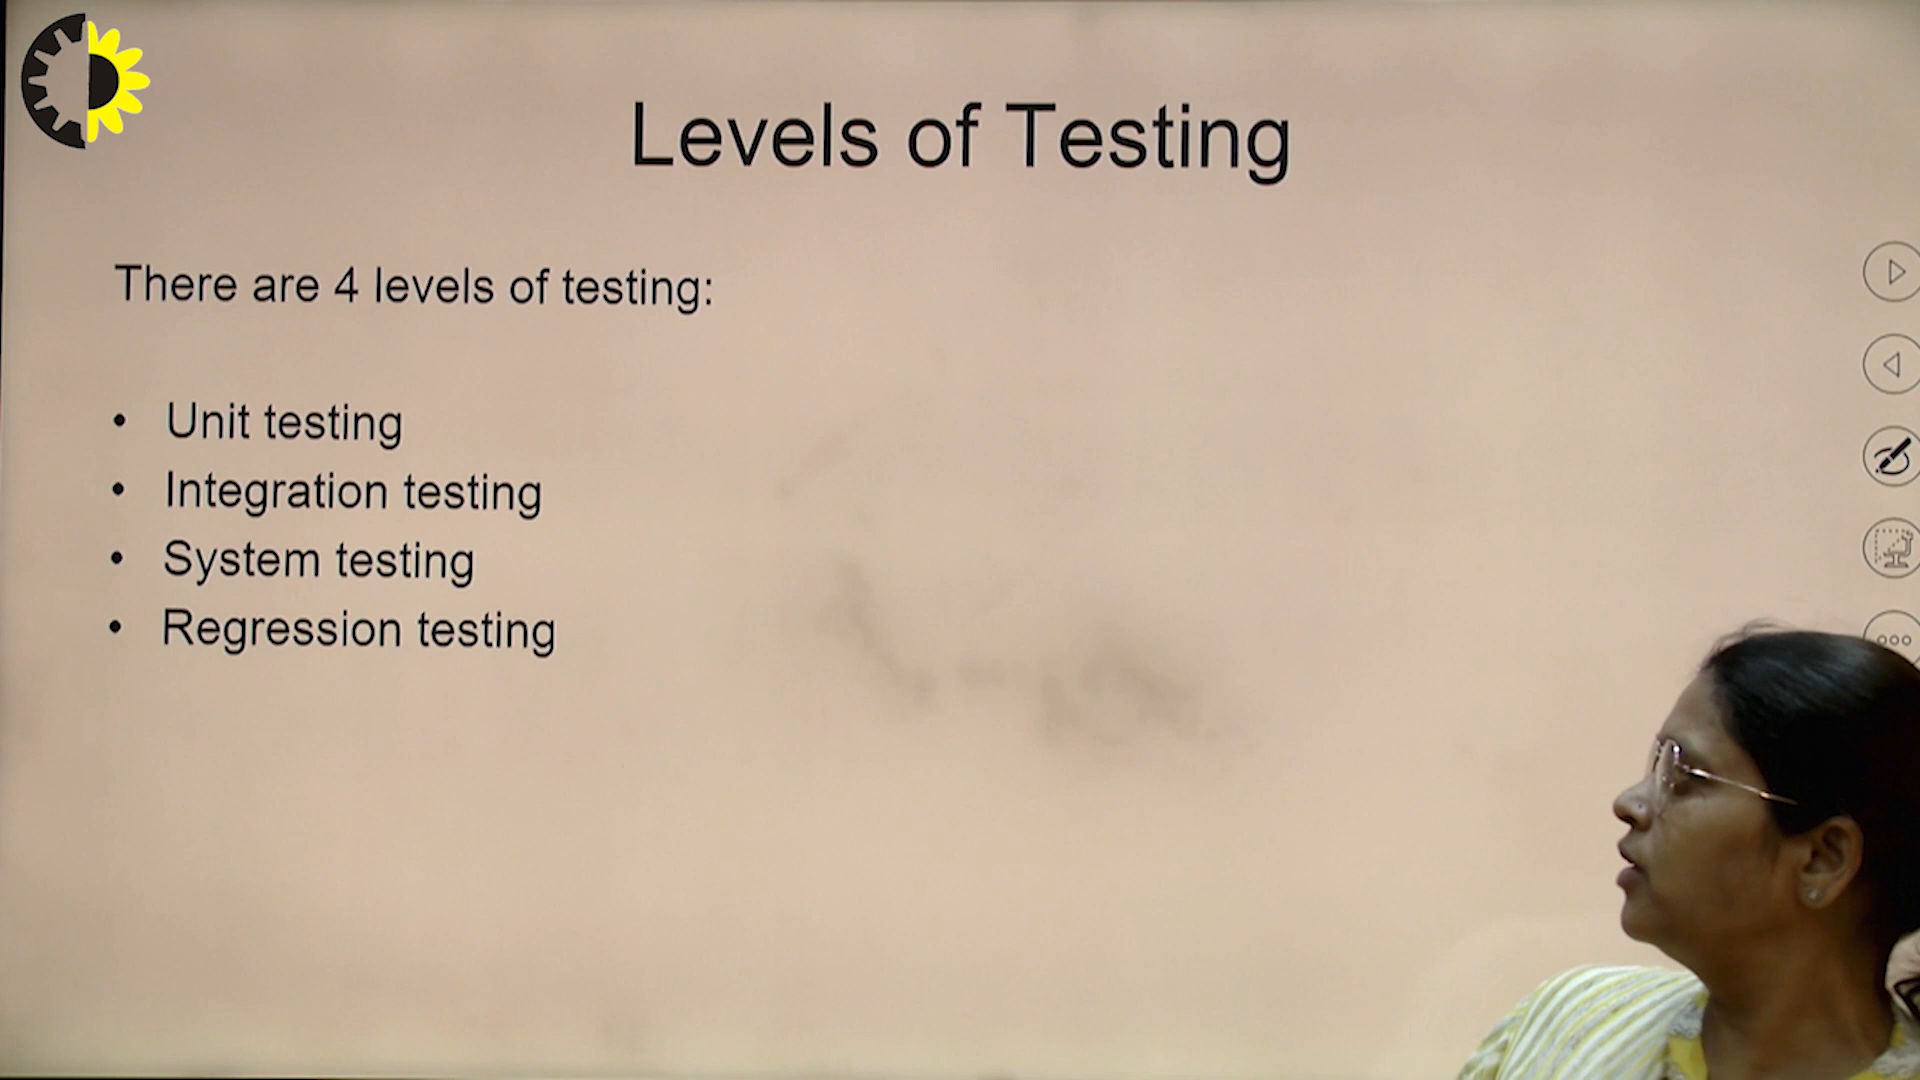 Levels of Testing
There are 4 levels of testing:
• Unit testing
• Integration testing
• System testing
• Regression testing